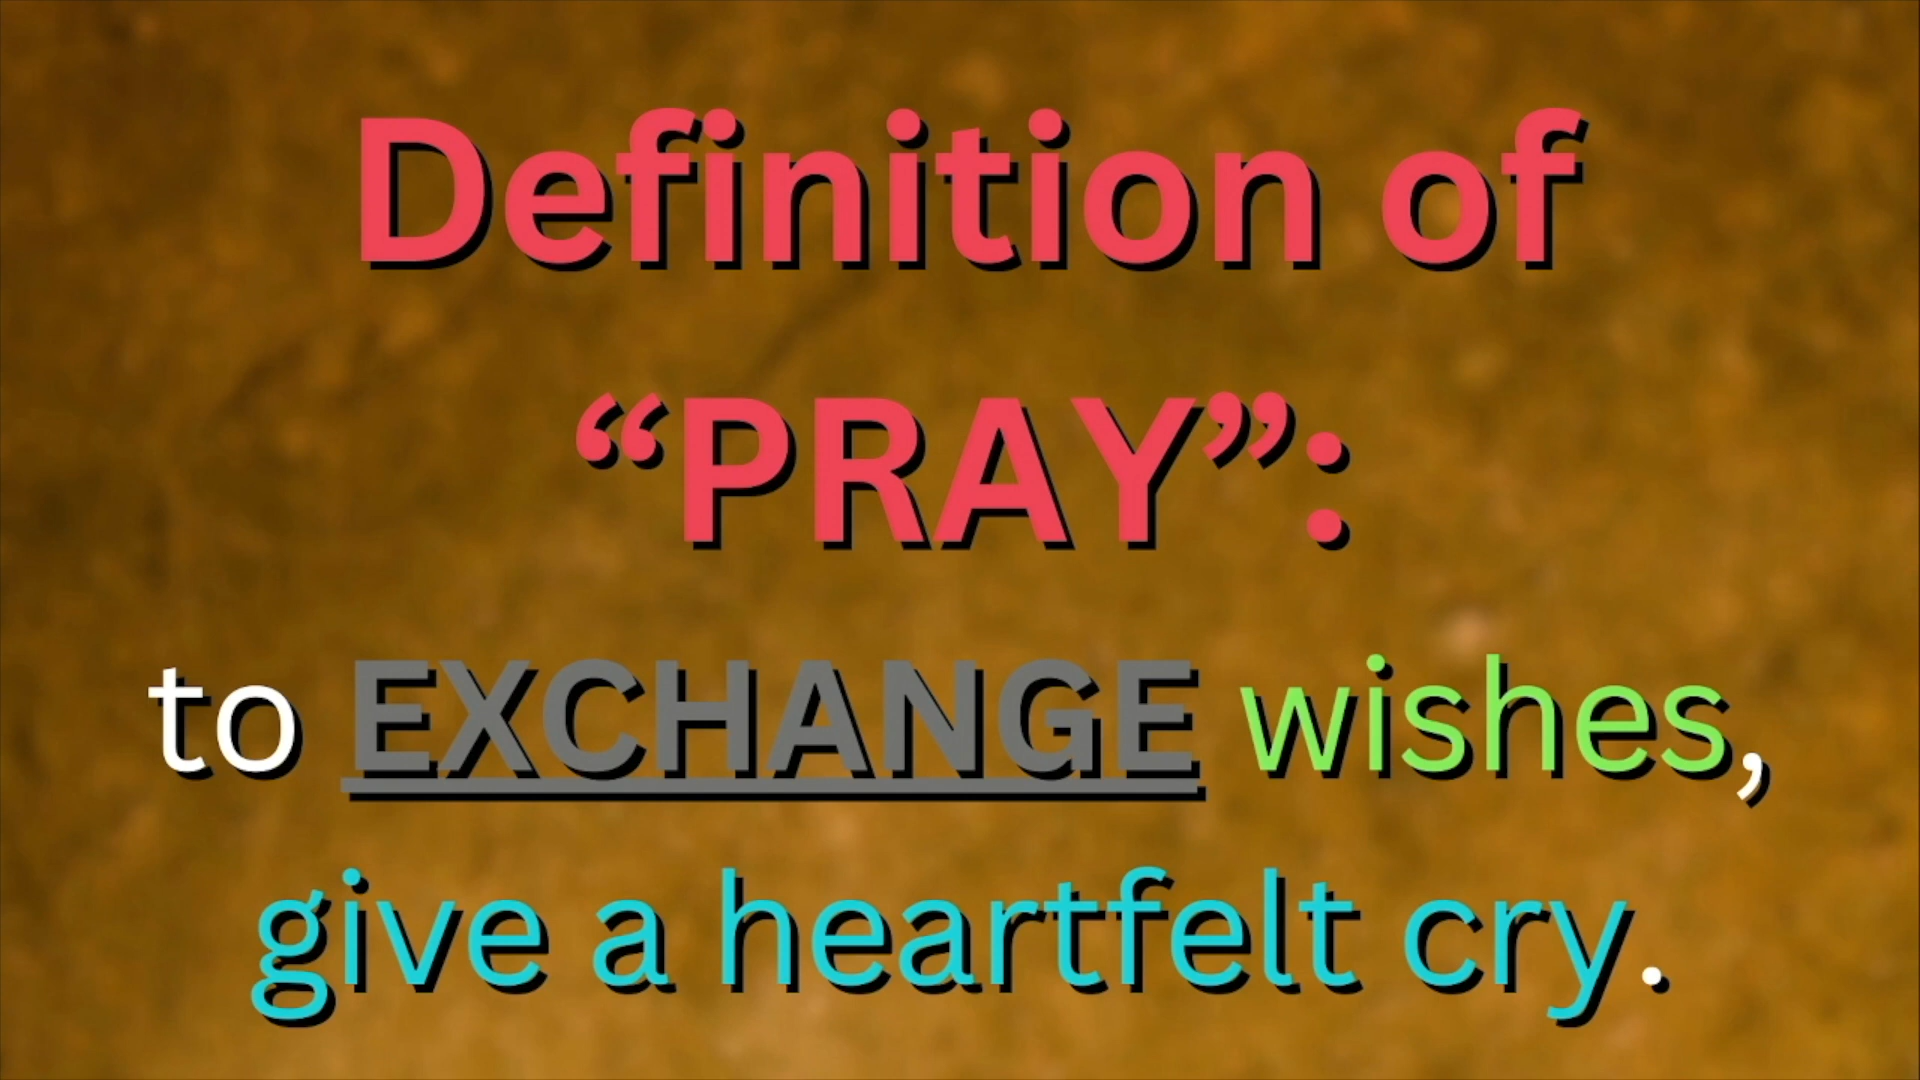 Definition of
“PRAY”:
to EXCHANGE wishes,
give a heartfelt cry.